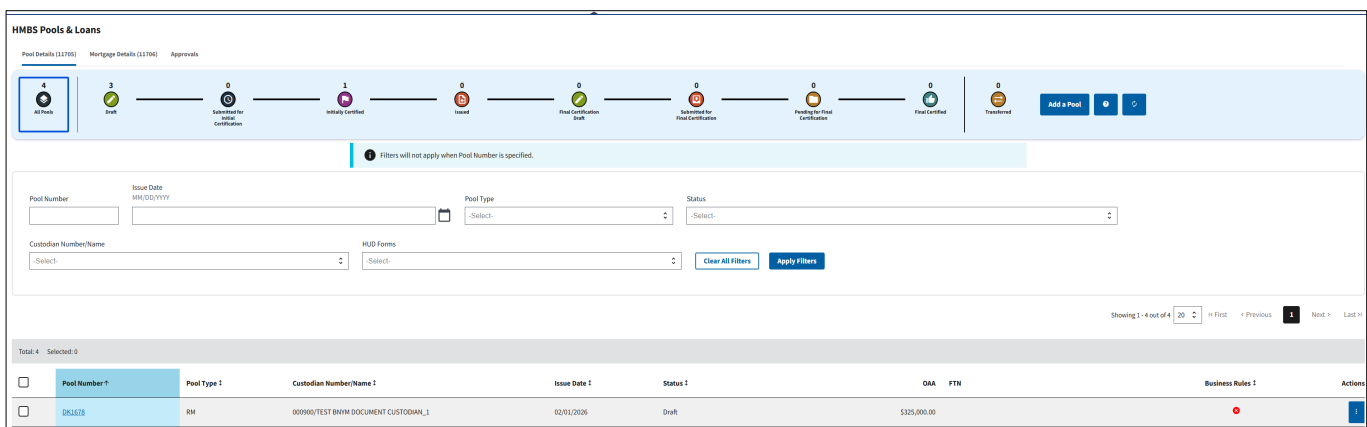 HMBS Pools & Loans
Pool Details (11705) Mortgage Details (11706) Approvals
4 3 0 1 0 0 0 0 0 0
All Pools Draft Submitted for Initial Certification Initially Certified Issued Final Certification Draft Submitted for Final Certification Pending for Final Certification Final Certified Transferred Add a Pool
Filters will not apply when Pool Number is specified.
Issue Date
Pool Number MM/DD/YYYY Pool Type Status
-Select- -Select-
Custodian Number/Name HUD Forms
-Select- -Select- Clear All Filters Apply Filters
Showing 1 - 4 out of 4 20 First Previous 1 Next Last
Total: 4 Selected: 0
Pool Number Pool Type Custodian Number/Name Issue Date Status OAA FTN Business Rules Actions
DK1678 RM 000900/TEST BNYM DOCUMENT CUSTODIAN_1 02/01/2026 Draft $325,000.00